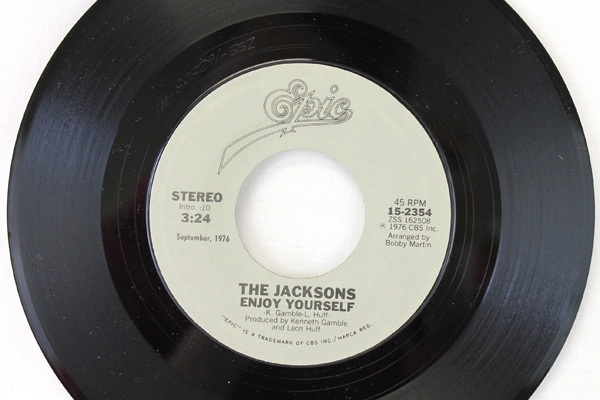 Epic
STEREO
Intro. :10
3:24
September, 1976
45 RPM
15-2354
ZSS 162508
℗ 1976 CBS Inc.
Arranged by
Bobby Martin
THE JACKSONS
ENJOY YOURSELF
-K. Gamble-L. Huff-
Produced by Kenneth Gamble
and Leon Huff
"EPIC" IS A TRADEMARK OF CBS INC./MARCA REG.